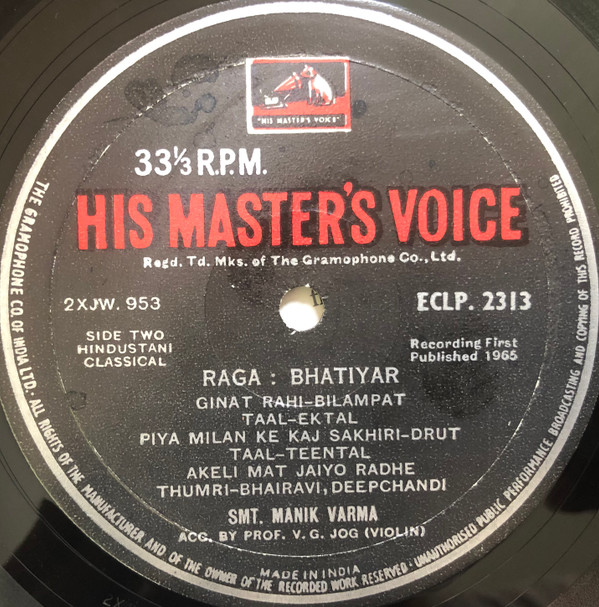 "HIS MASTER'S VOICE"
33⅓ R.P.M.
HIS MASTER'S VOICE
Regd. Td. Mks. of The Gramophone Co., Ltd.
2XJW. 953
ECLP. 2313
SIDE TWO
HINDUSTANI
CLASSICAL
Recording First
Published 1965
RAGA : BHATIYAR
GINAT RAHI-BILAMPAT
TAAL-EKTAL
PIYA MILAN KE KAJ SAKHIRI-DRUT
TAAL-TEENTAL
AKELI MAT JAIYO RADHE
THUMRI-BHAIRAVI, DEEPCHANDI
SMT. MANIK VARMA
ACG. BY PROF. V. G. JOG (VIOLIN)
MADE IN INDIA
THE GRAMOPHONE CO. OF INDIA LTD. · ALL RIGHTS OF THE MANUFACTURER AND OF THE OWNER OF THE RECORDED WORK RESERVED · UNAUTHORISED PUBLIC PERFORMANCE BROADCASTING AND COPYING OF THIS RECORD PROHIBITED